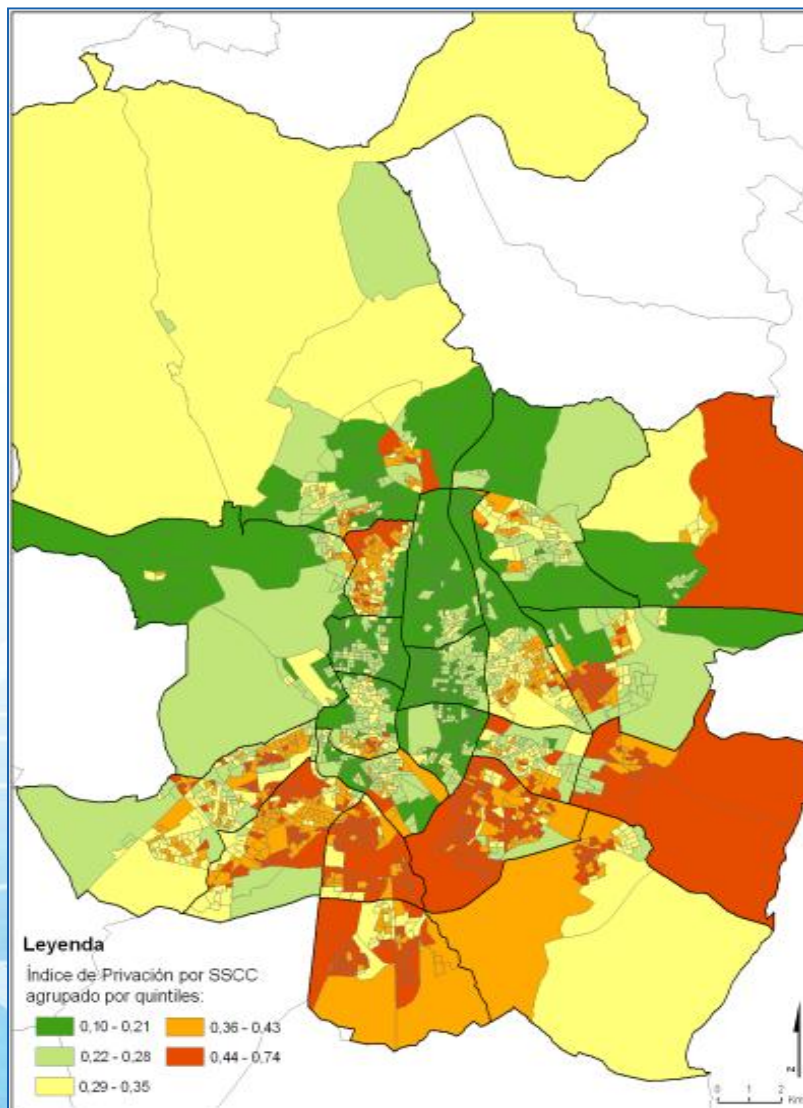 Leyenda
Índice de Privación por SSCC
agrupado por quintiles:
0,10 - 0,21
0,22 - 0,28
0,29 - 0,35
0,36 - 0,43
0,44 - 0,74
0 1 2
Km